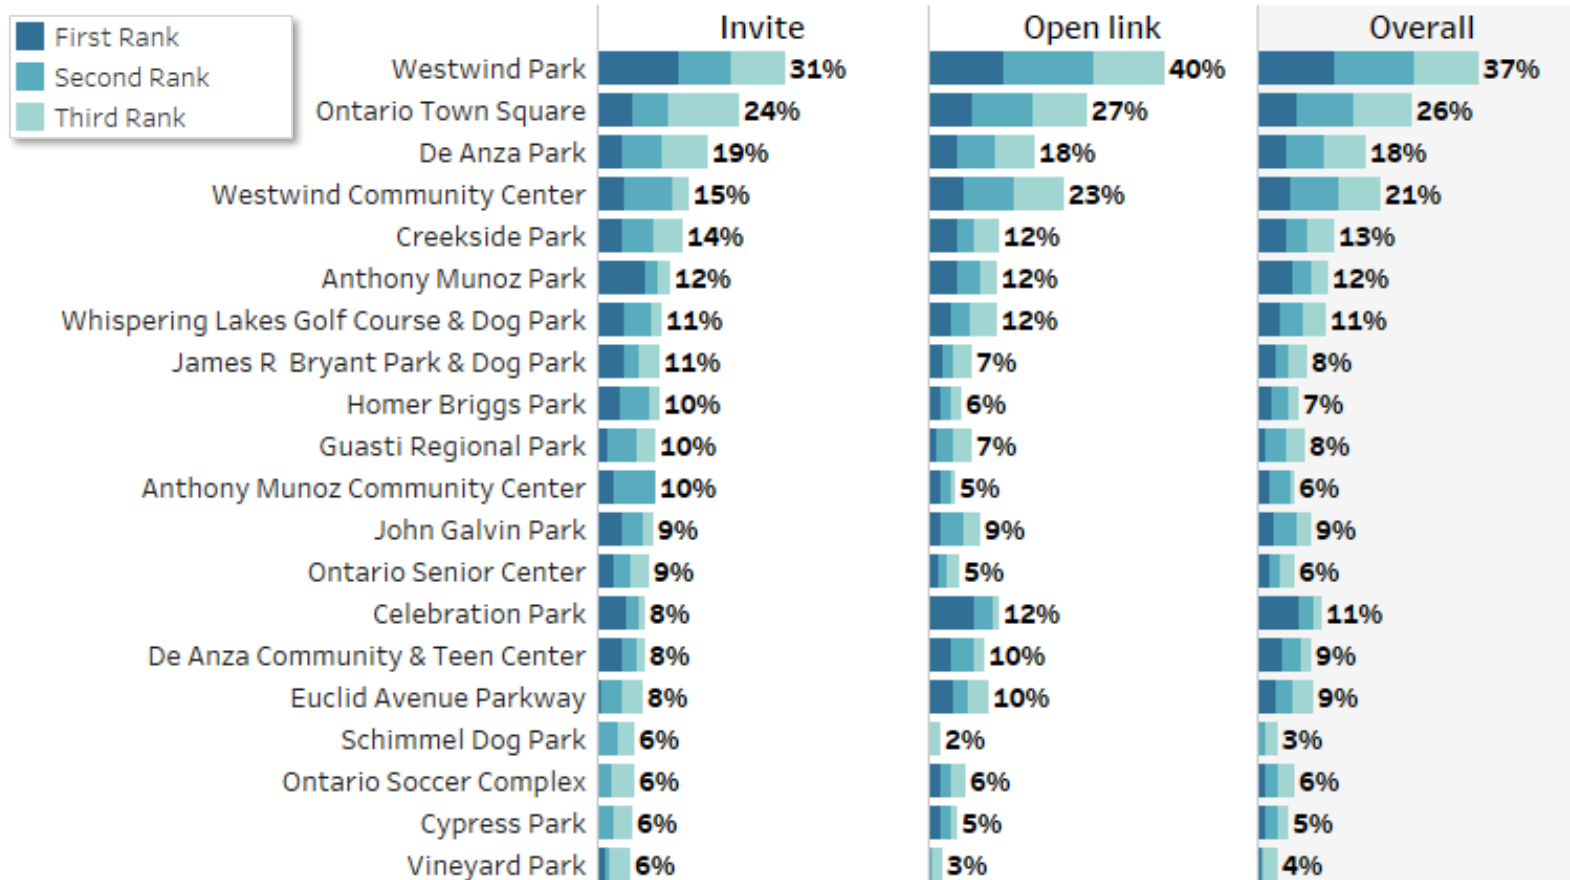 First Rank
Second Rank
Third Rank
Invite Open link Overall
Westwind Park 31% 40% 37%
Ontario Town Square 24% 27% 26%
De Anza Park 19% 18% 18%
Westwind Community Center 15% 23% 21%
Creekside Park 14% 12% 13%
Anthony Munoz Park 12% 12% 12%
Whispering Lakes Golf Course & Dog Park 11% 12% 11%
James R  Bryant Park & Dog Park 11% 7% 8%
Homer Briggs Park 10% 6% 7%
Guasti Regional Park 10% 7% 8%
Anthony Munoz Community Center 10% 5% 6%
John Galvin Park 9% 9% 9%
Ontario Senior Center 9% 5% 6%
Celebration Park 8% 12% 11%
De Anza Community & Teen Center 8% 10% 9%
Euclid Avenue Parkway 8% 10% 9%
Schimmel Dog Park 6% 2% 3%
Ontario Soccer Complex 6% 6% 6%
Cypress Park 6% 5% 5%
Vineyard Park 6% 3% 4%